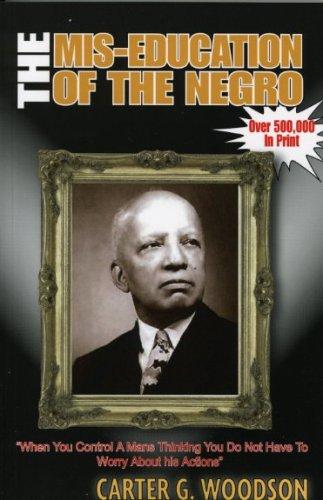 THE MIS-EDUCATION
OF THE NEGRO
Over 500,000
In Print
"When You Control A Mans Thinking You Do Not Have To
Worry About his Actions"
CARTER G. WOODSON